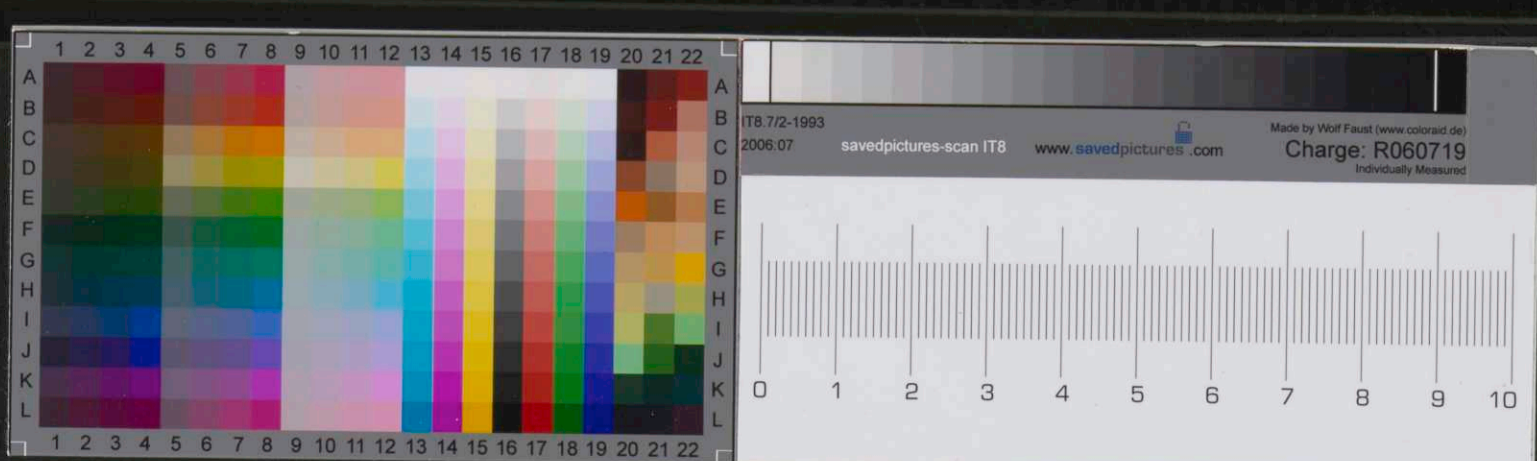 1 2 3 4 5 6 7 8 9 10 11 12 13 14 15 16 17 18 19 20 21 22
A A
B B
C C
D D
E E
F F
G G
H H
I I
J J
K K
L L
1 2 3 4 5 6 7 8 9 10 11 12 13 14 15 16 17 18 19 20 21 22
IT8.7/2-1993
2006:07
savedpictures-scan IT8
www.savedpictures.com
Made by Wolf Faust (www.coloraid.de)
Charge: R060719
Individually Measured
0 1 2 3 4 5 6 7 8 9 10